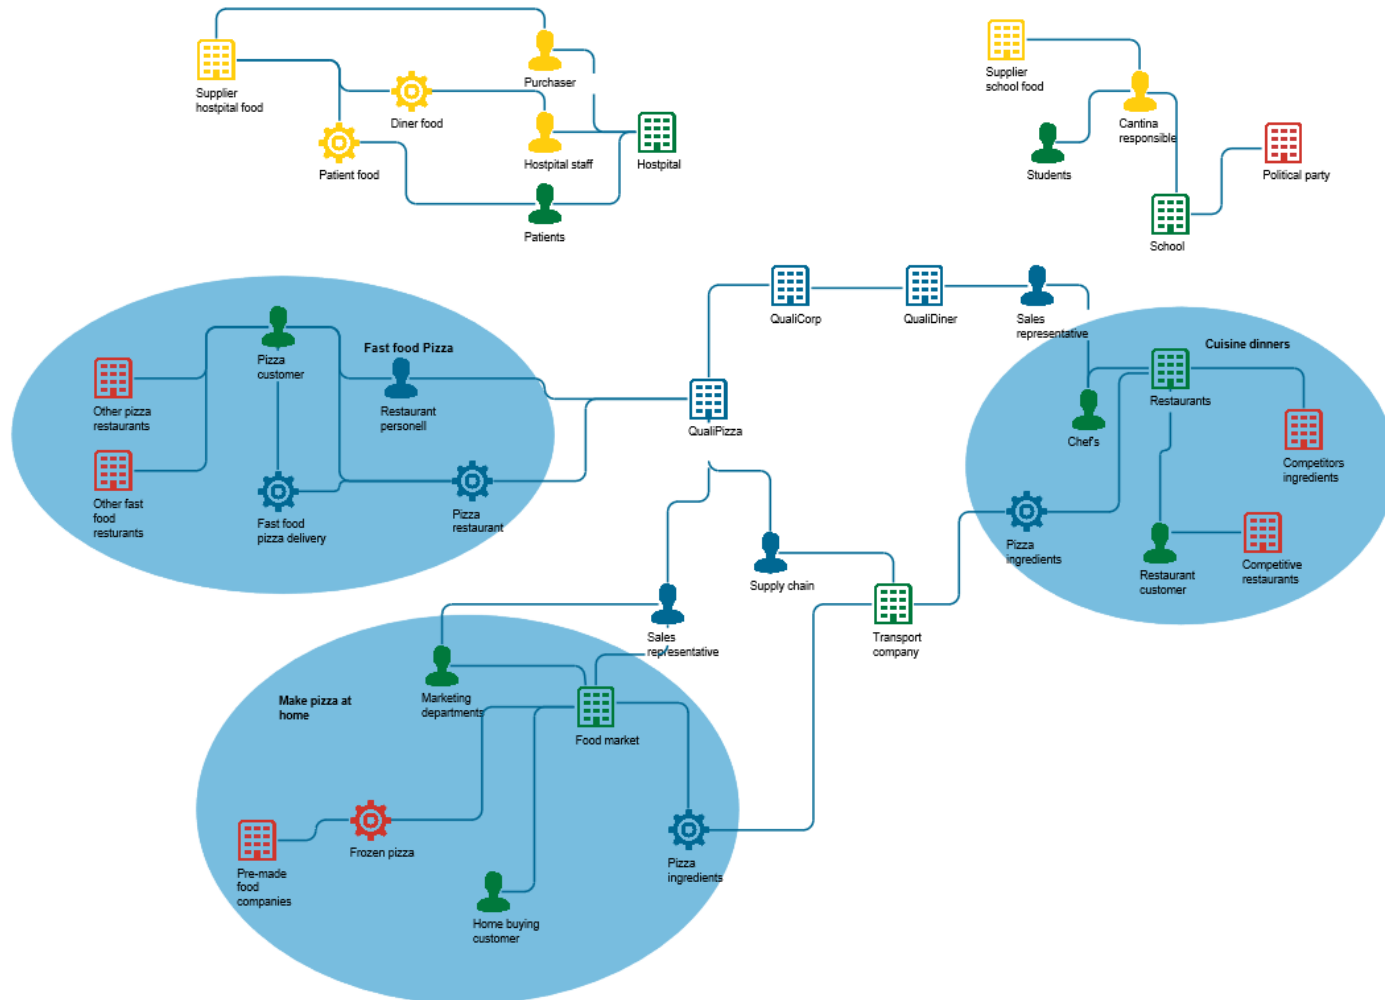 Supplier
hostpital food
Diner food
Patient food
Purchaser
Hostpital staff
Patients
Hostpital
Supplier
school food
Cantina
responsible
Students
Political party
School
QualiCorp
QualiDiner
Sales
representative
Fast food Pizza
Pizza
customer
Other pizza
restaurants
Restaurant
personell
QualiPizza
Other fast
food
resturants
Fast food
pizza delivery
Pizza
restaurant
Cuisine dinners
Restaurants
Chef's
Competitors
ingredients
Pizza
ingredients
Restaurant
customer
Competitive
restaurants
Supply chain
Transport
company
Sales
representative
Make pizza at
home
Marketing
departments
Food market
Pre-made
food
companies
Frozen pizza
Home buying
customer
Pizza
ingredients